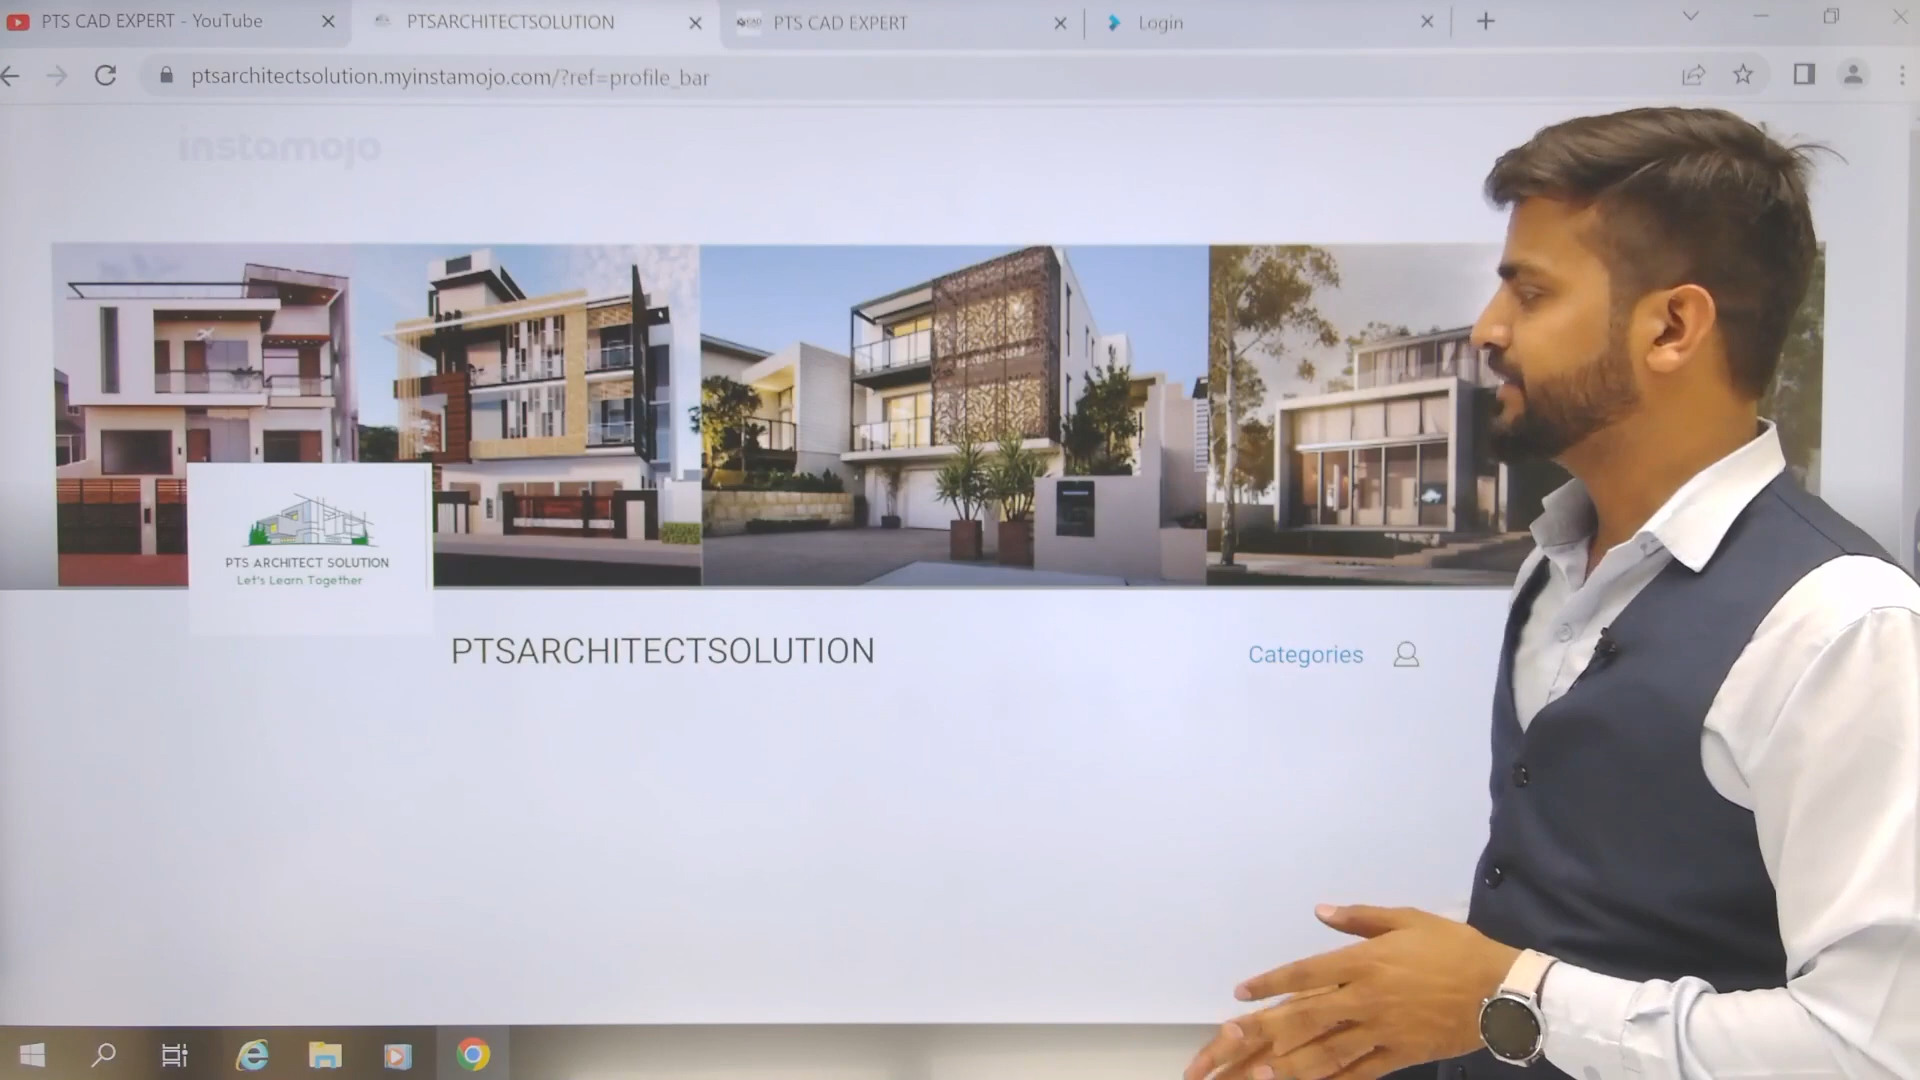 PTS CAD EXPERT - YouTube
PTSARCHITECTSOLUTION
PTS CAD EXPERT
Login
ptsarchitectsolution.myinstamojo.com/?ref=profile_bar
instamojo
PTS ARCHITECT SOLUTION
Let's Learn Together
PTSARCHITECTSOLUTION
Categories